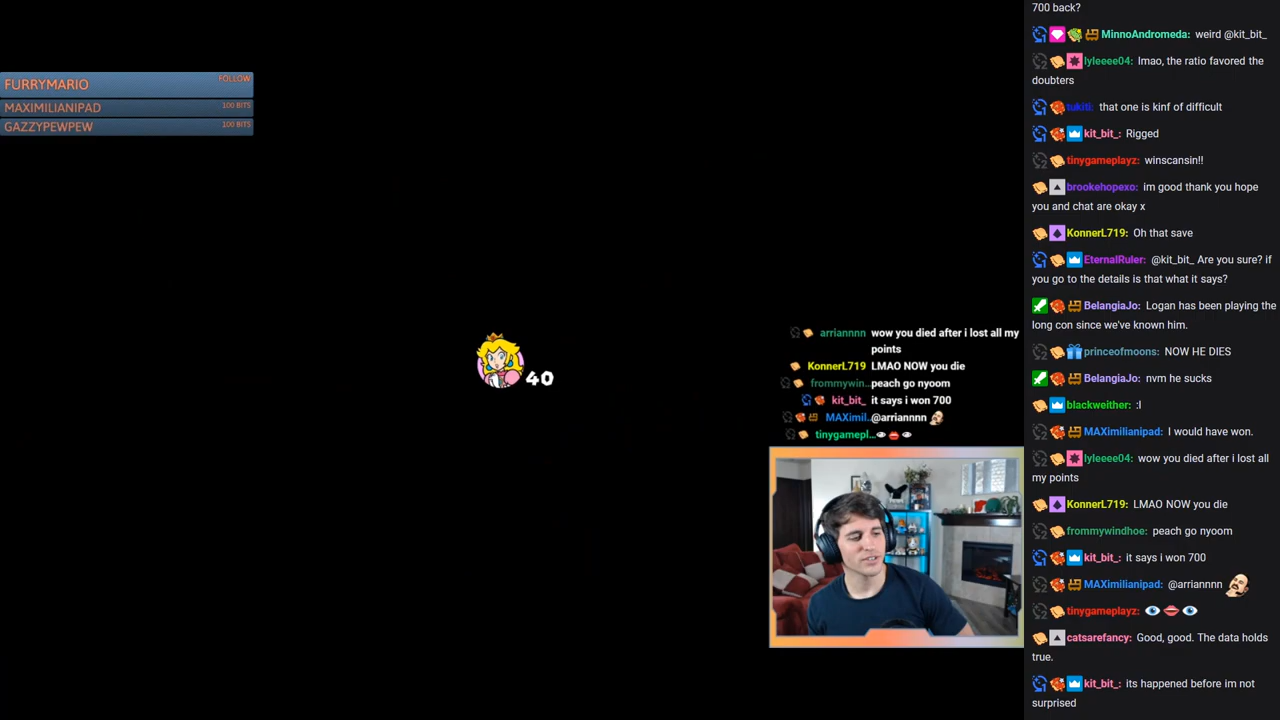 FURRYMARIO FOLLOW
MAXIMILIANIPAD 100 BITS
GAZZYPEWPEW 100 BITS
40
arriannnn wow you died after i lost all my
points
KonnerL719 LMAO NOW you die
frommywin.. peach go nyoom
kit_bit_ it says i won 700
MAXimil.. @arriannnn
tinygamepl..
700 back?
MinnoAndromeda: weird @kit_bit_
lyleeee04: lmao, the ratio favored the
doubters
tukiti: that one is kinf of difficult
kit_bit_: Rigged
tinygameplayz: winscansin!!
brookehopexo: im good thank you hope
you and chat are okay x
KonnerL719: Oh that save
EternalRuler: @kit_bit_ Are you sure? if
you go to the details is that what it says?
BelangiaJo: Logan has been playing the
long con since we've known him.
princeofmoons: NOW HE DIES
BelangiaJo: nvm he sucks
blackweither: :l
MAXimilianipad: I would have won.
lyleeee04: wow you died after i lost all
my points
KonnerL719: LMAO NOW you die
frommywindhoe: peach go nyoom
kit_bit_: it says i won 700
MAXimilianipad: @arriannnn
tinygameplayz:
catsarefancy: Good, good. The data holds
true.
kit_bit_: its happened before im not
surprised